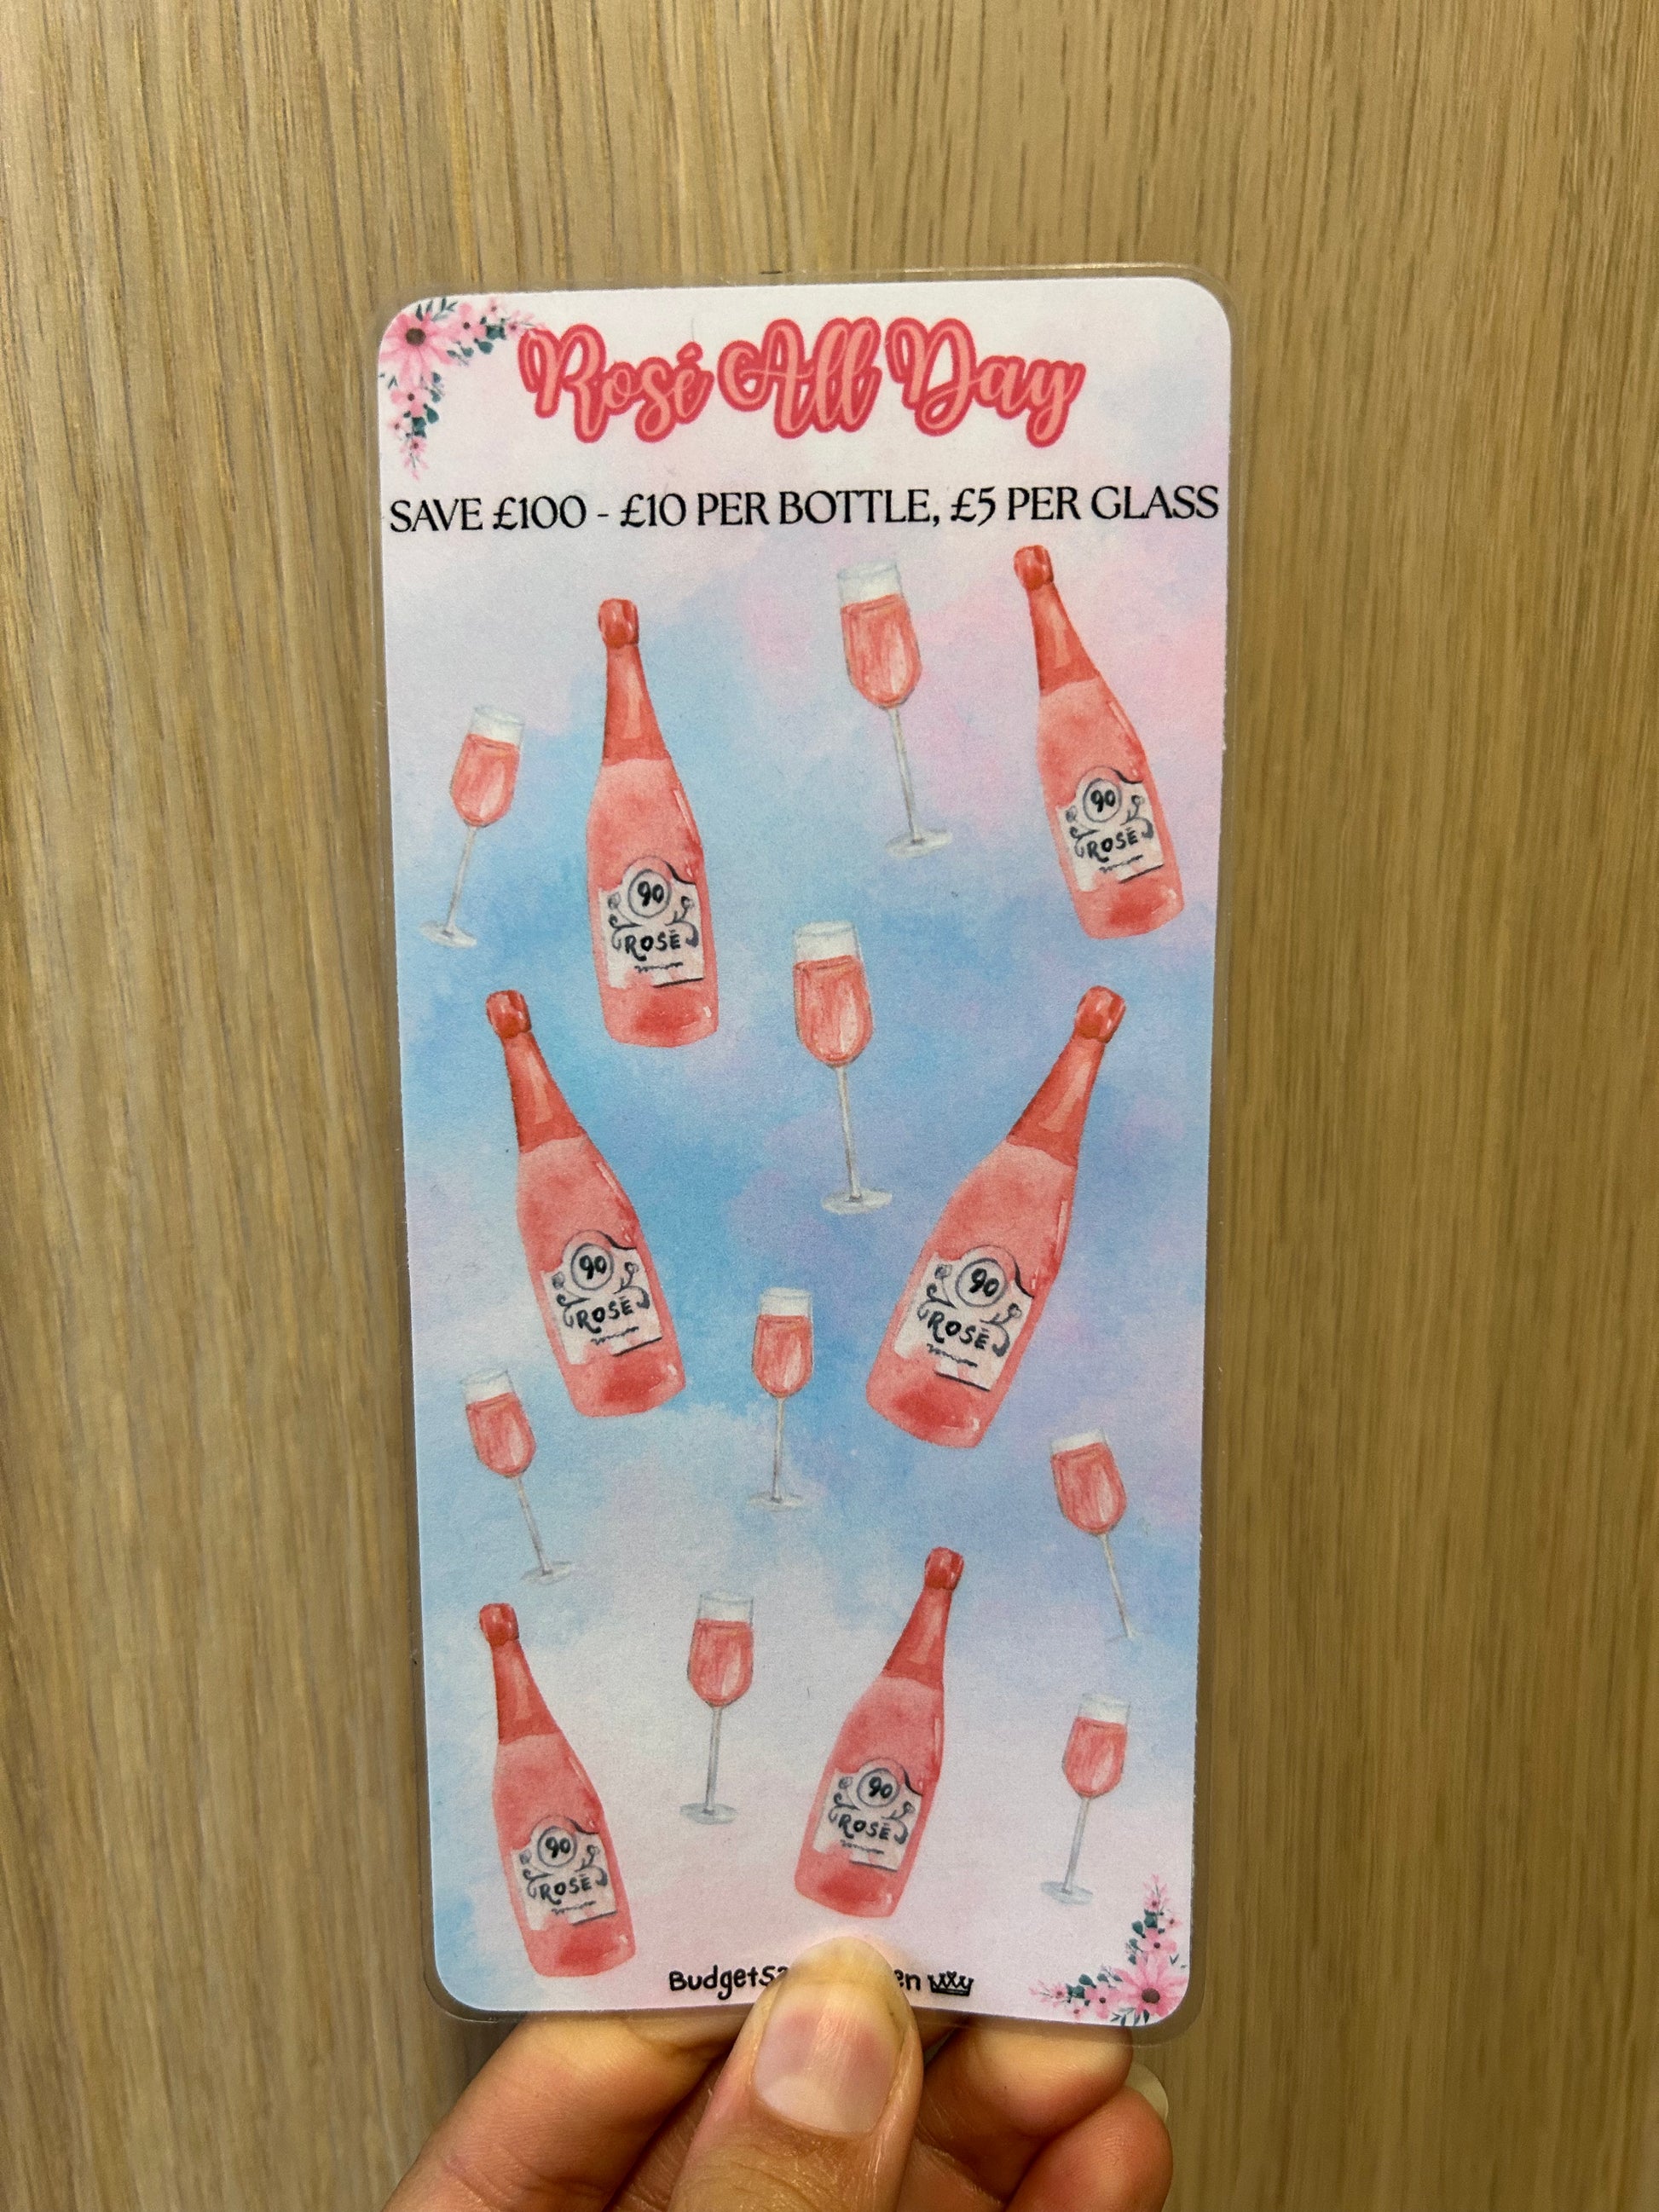 Rosé All Day
SAVE £100 - £10 PER BOTTLE, £5 PER GLASS
90
ROSÉ
90
ROSÉ
90
ROSÉ
90
ROSÉ
90
ROSÉ
90
ROSÉ